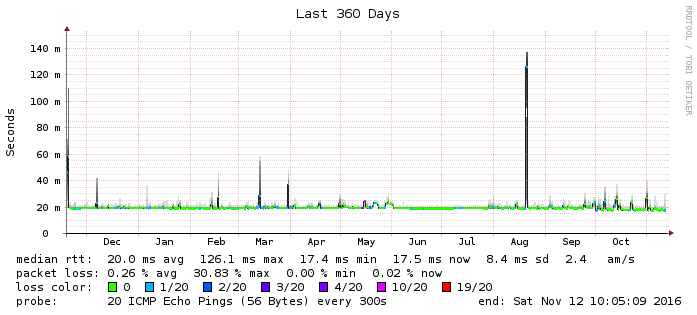 Last 360 Days
RRDTOOL / TOBI OETIKER
Seconds
140 m
120 m
100 m
80 m
60 m
40 m
20 m
0
Dec Jan Feb Mar Apr May Jun Jul Aug Sep Oct
median rtt: 20.0 ms avg 126.1 ms max 17.4 ms min 17.5 ms now 8.4 ms sd 2.4 am/s
packet loss: 0.26 % avg 30.83 % max 0.00 % min 0.02 % now
loss color: 0 1/20 2/20 3/20 4/20 10/20 19/20
probe: 20 ICMP Echo Pings (56 Bytes) every 300s end: Sat Nov 12 10:05:09 2016